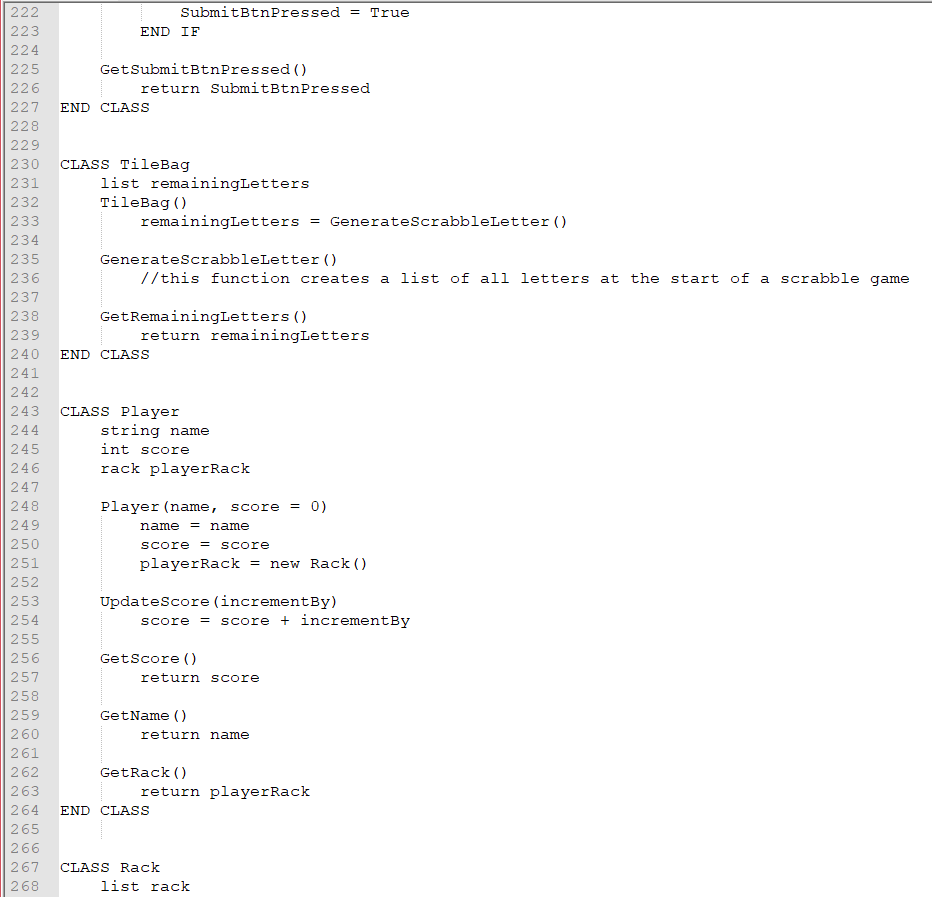 222 SubmitBtnPressed = True
223 END IF
224
225 GetSubmitBtnPressed()
226 return SubmitBtnPressed
227 END CLASS
228
229
230 CLASS TileBag
231 list remainingLetters
232 TileBag()
233 remainingLetters = GenerateScrabbleLetter()
234
235 GenerateScrabbleLetter()
236 //this function creates a list of all letters at the start of a scrabble game
237
238 GetRemainingLetters()
239 return remainingLetters
240 END CLASS
241
242
243 CLASS Player
244 string name
245 int score
246 rack playerRack
247
248 Player(name, score = 0)
249 name = name
250 score = score
251 playerRack = new Rack()
252
253 UpdateScore(incrementBy)
254 score = score + incrementBy
255
256 GetScore()
257 return score
258
259 GetName()
260 return name
261
262 GetRack()
263 return playerRack
264 END CLASS
265
266
267 CLASS Rack
268 list rack